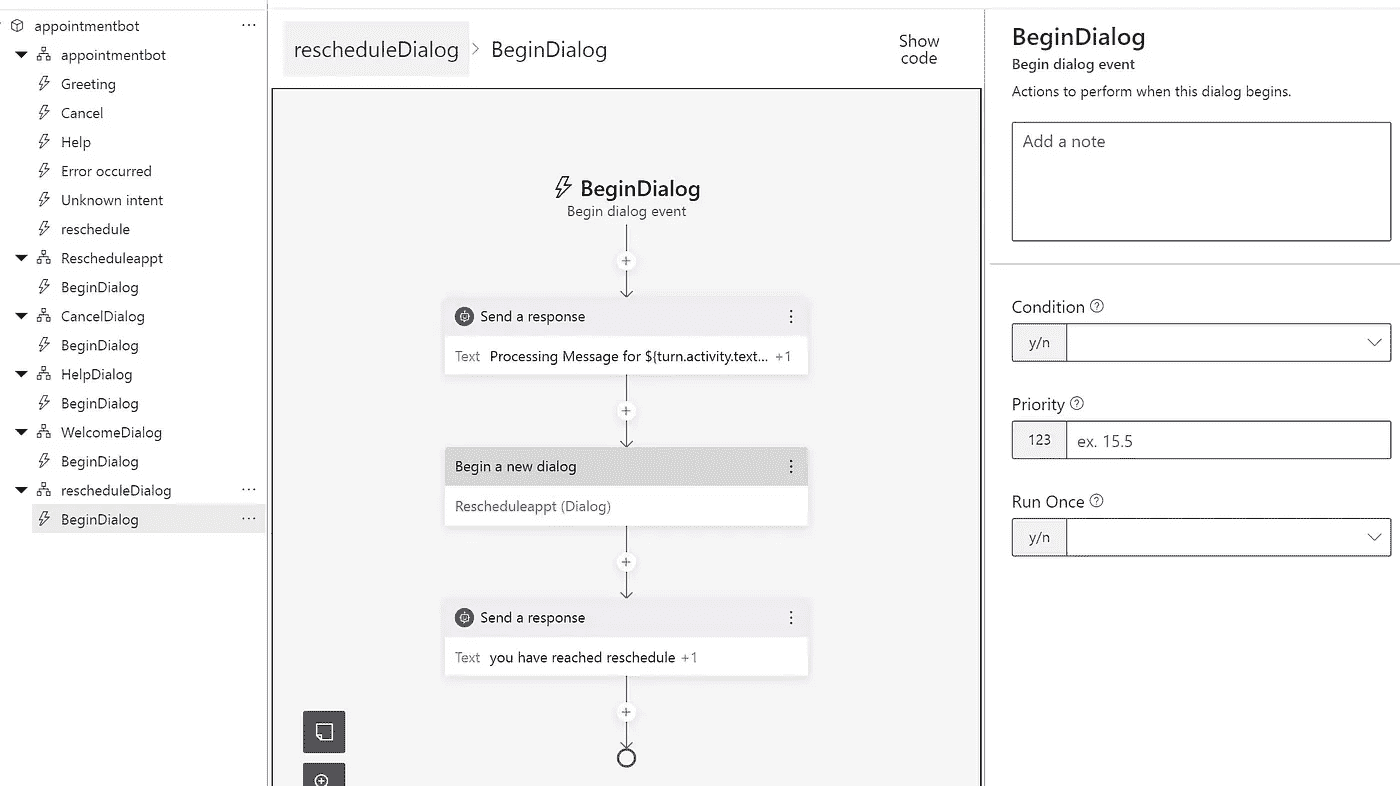 appointmentbot ...
appointmentbot
Greeting
Cancel
Help
Error occurred
Unknown intent
reschedule
Rescheduleappt
BeginDialog
CancelDialog
BeginDialog
HelpDialog
BeginDialog
WelcomeDialog
BeginDialog
rescheduleDialog ...
BeginDialog ...
rescheduleDialog > BeginDialog
Show
code
BeginDialog
Begin dialog event
Send a response
Text Processing Message for ${turn.activity.text... +1
Begin a new dialog
Rescheduleappt (Dialog)
Send a response
Text you have reached reschedule +1
BeginDialog
Begin dialog event
Actions to perform when this dialog begins.
Add a note
Condition
y/n
Priority
123 ex. 15.5
Run Once
y/n